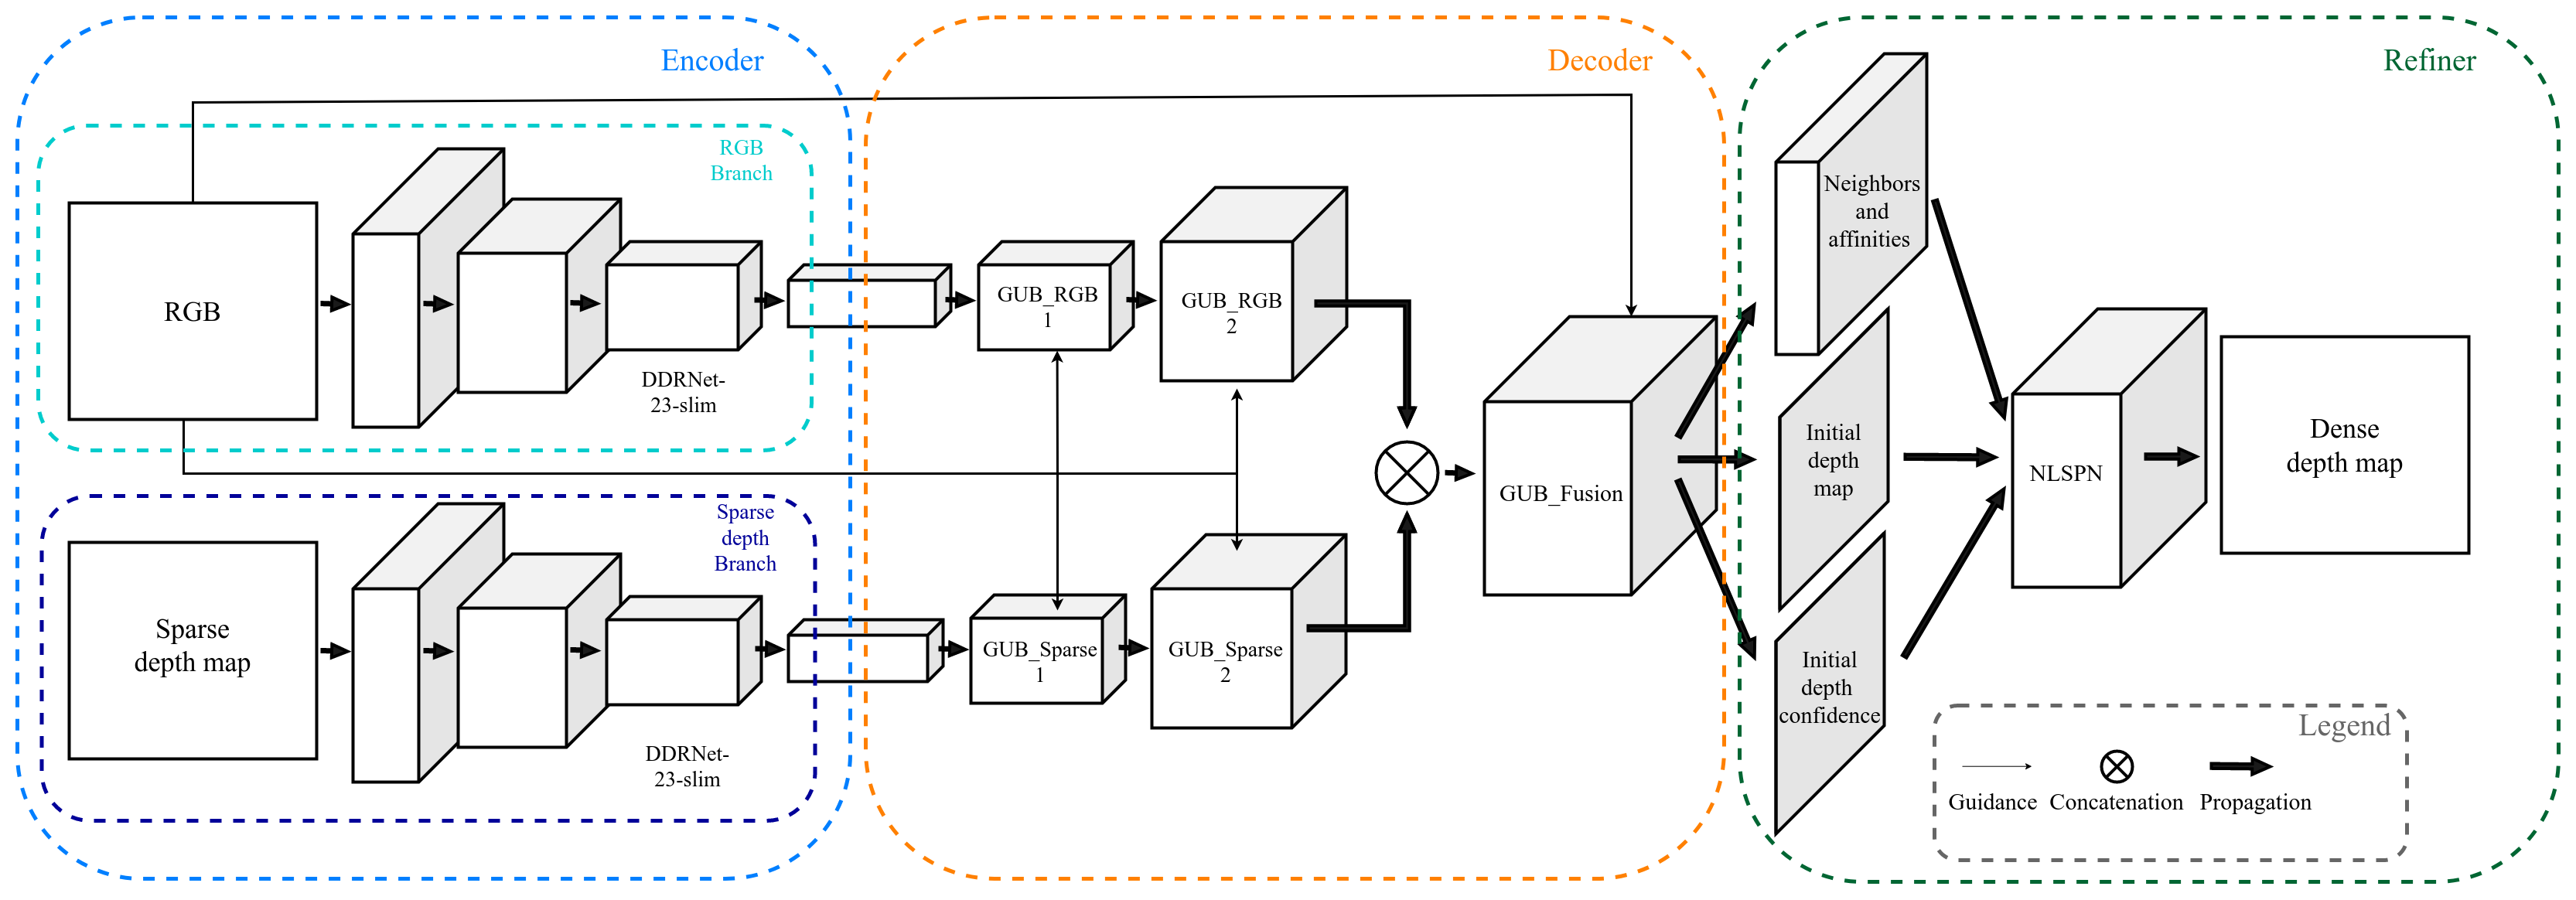 Encoder
Decoder
Refiner
RGB
Branch
RGB
DDRNet-
23-slim
GUB_RGB
1
GUB_RGB
2
Sparse
depth
Branch
Sparse
depth map
DDRNet-
23-slim
GUB_Sparse
1
GUB_Sparse
2
GUB_Fusion
Neighbors
and
affinities
Initial
depth
map
Initial
depth
confidence
NLSPN
Dense
depth map
Legend
Guidance
Concatenation
Propagation